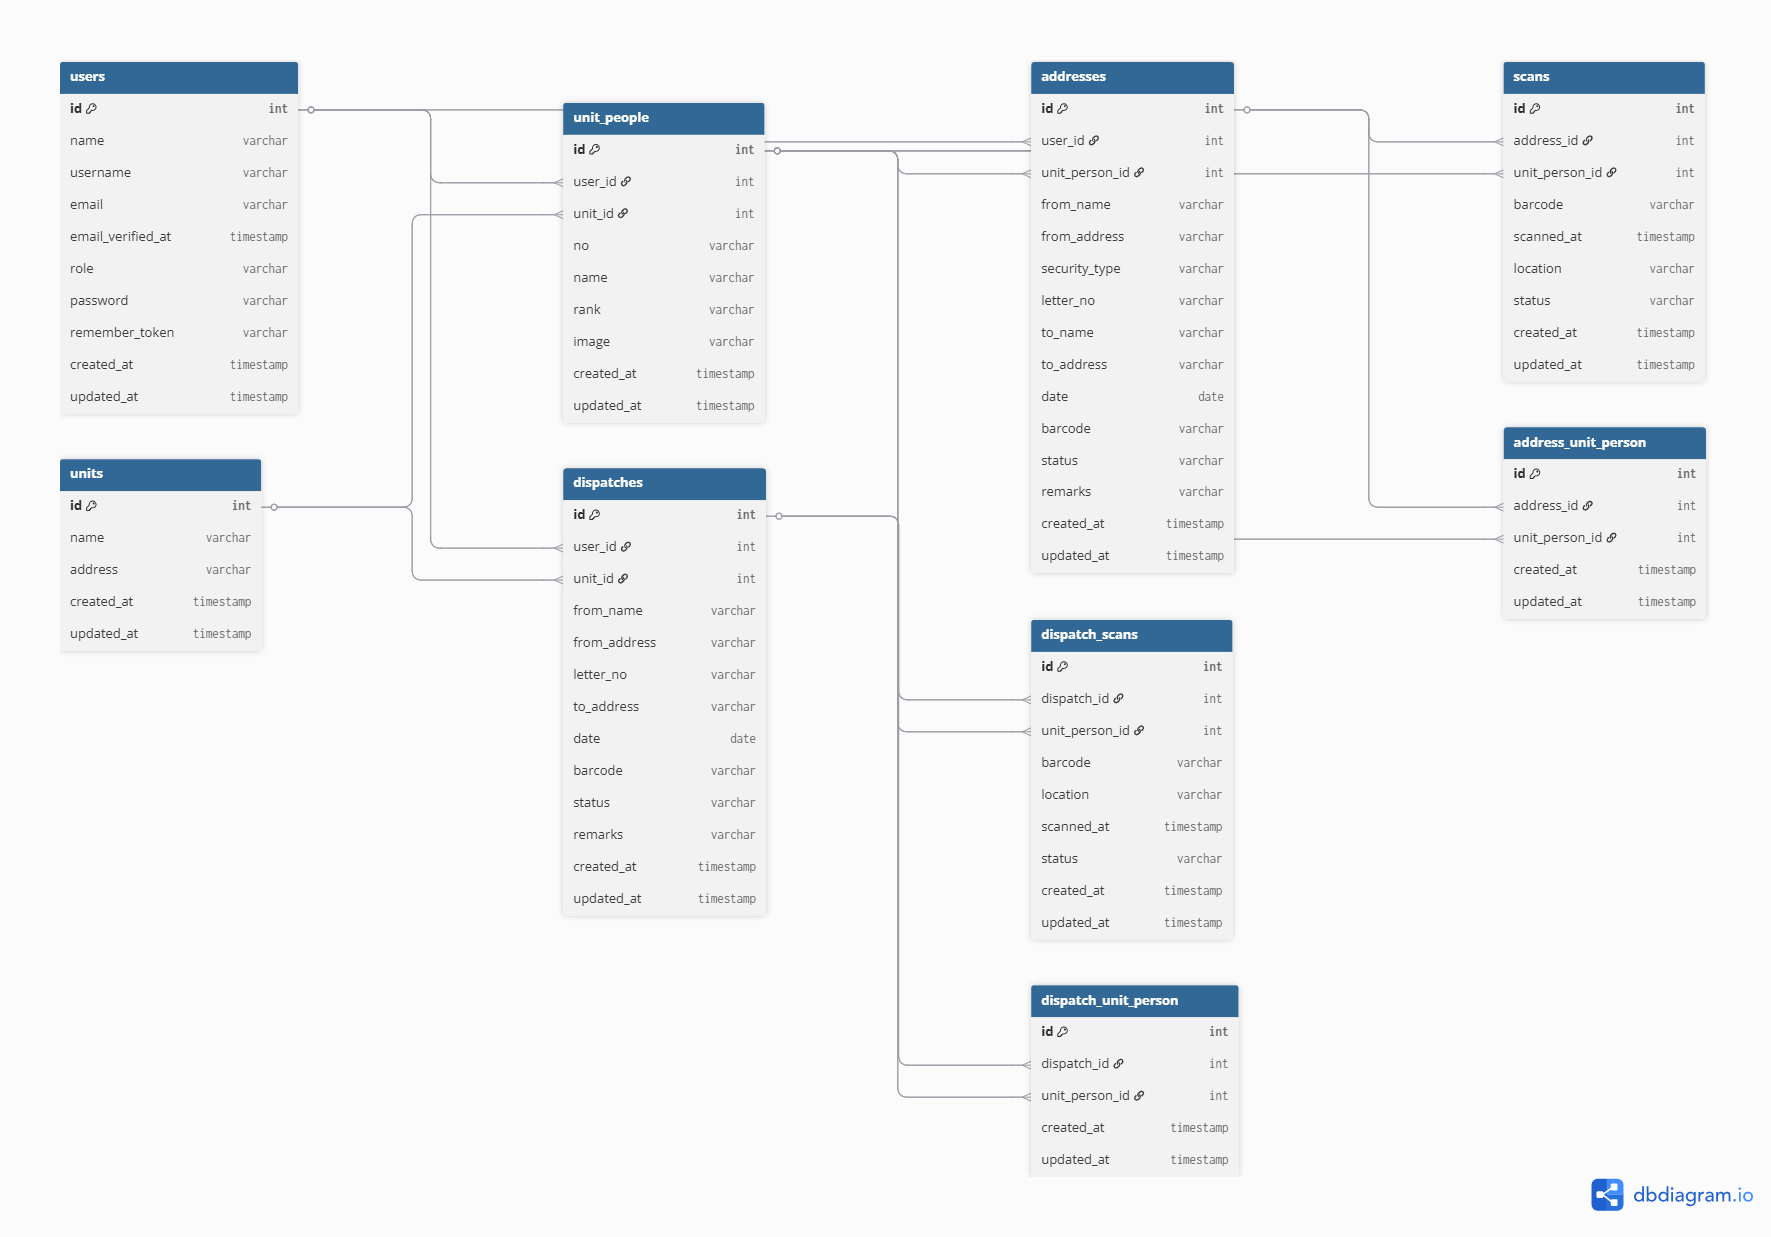 users
id int
name varchar
username varchar
email varchar
email_verified_at timestamp
role varchar
password varchar
remember_token varchar
created_at timestamp
updated_at timestamp
units
id int
name varchar
address varchar
created_at timestamp
updated_at timestamp
unit_people
id int
user_id int
unit_id int
no varchar
name varchar
rank varchar
image varchar
created_at timestamp
updated_at timestamp
dispatches
id int
user_id int
unit_id int
from_name varchar
from_address varchar
letter_no varchar
to_address varchar
date date
barcode varchar
status varchar
remarks varchar
created_at timestamp
updated_at timestamp
addresses
id int
user_id int
unit_person_id int
from_name varchar
from_address varchar
security_type varchar
letter_no varchar
to_name varchar
to_address varchar
date date
barcode varchar
status varchar
remarks varchar
created_at timestamp
updated_at timestamp
dispatch_scans
id int
dispatch_id int
unit_person_id int
barcode varchar
location varchar
scanned_at timestamp
status varchar
created_at timestamp
updated_at timestamp
dispatch_unit_person
id int
dispatch_id int
unit_person_id int
created_at timestamp
updated_at timestamp
scans
id int
address_id int
unit_person_id int
barcode varchar
scanned_at timestamp
location varchar
status varchar
created_at timestamp
updated_at timestamp
address_unit_person
id int
address_id int
unit_person_id int
created_at timestamp
updated_at timestamp
dbdiagram.io